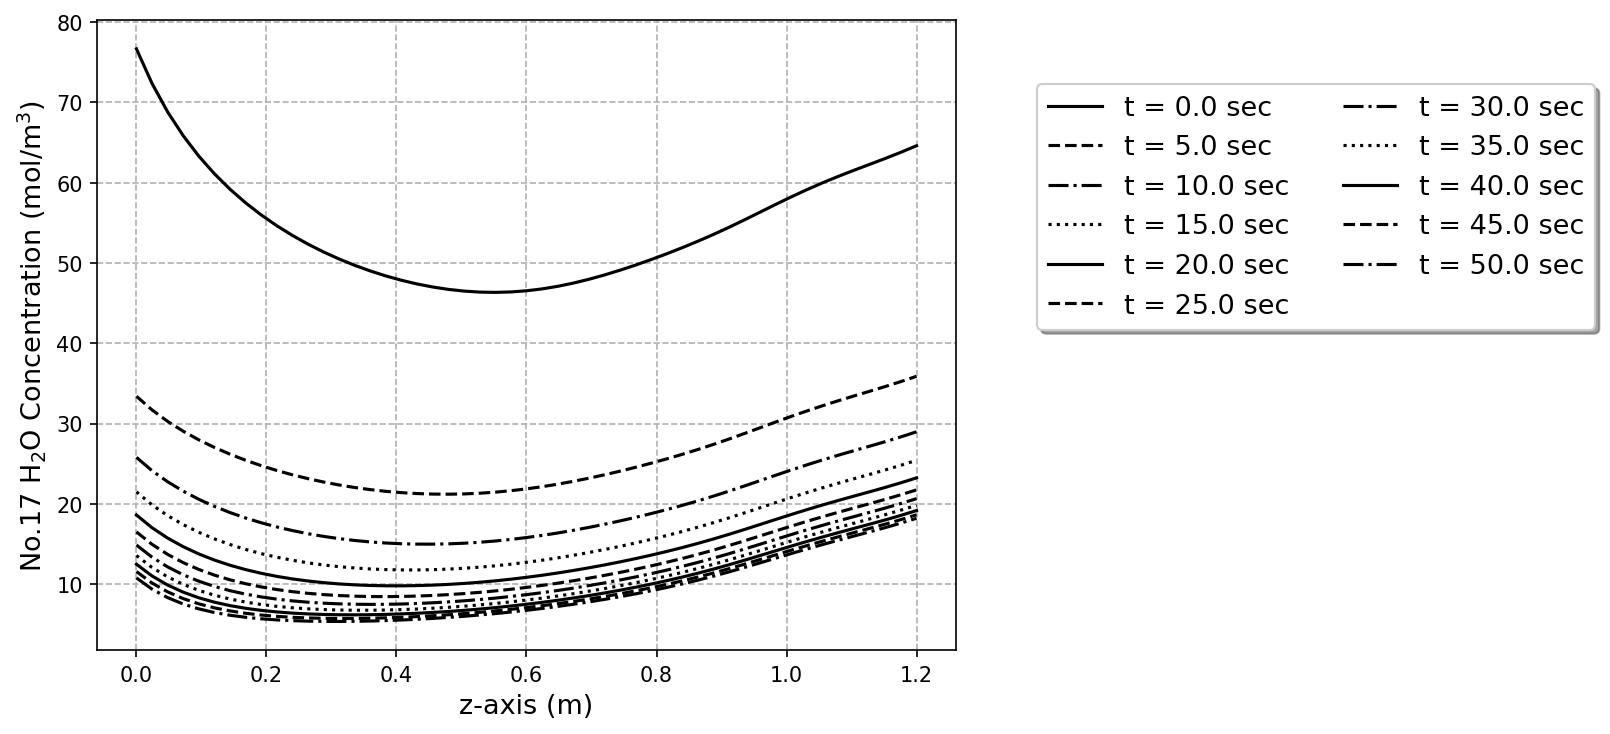 80
70
60
50
40
30
20
10
No.17 H₂O Concentration (mol/m³)
0.0 0.2 0.4 0.6 0.8 1.0 1.2
z-axis (m)
t = 0.0 sec
t = 5.0 sec
t = 10.0 sec
t = 15.0 sec
t = 20.0 sec
t = 25.0 sec
t = 30.0 sec
t = 35.0 sec
t = 40.0 sec
t = 45.0 sec
t = 50.0 sec